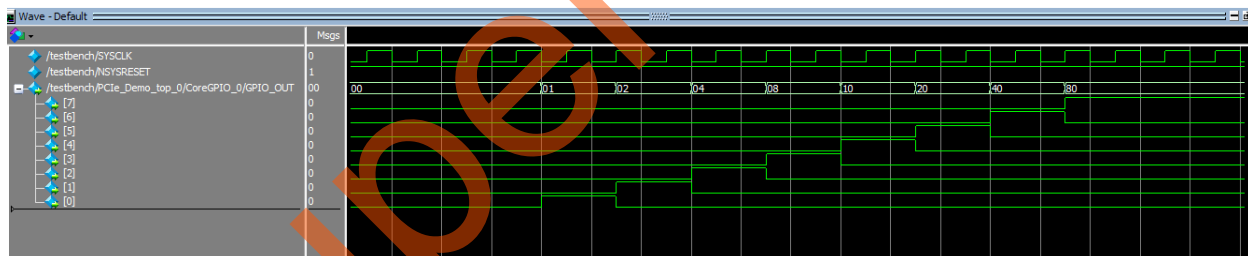 Wave - Default
Msgs
/testbench/SYSCLK 0
/testbench/NSYSRESET 1
/testbench/PCIe_Demo_top_0/CoreGPIO_0/GPIO_OUT 00 00 01 02 04 08 10 20 40 80
[7] 0
[6] 0
[5] 0
[4] 0
[3] 0
[2] 0
[1] 0
[0] 0